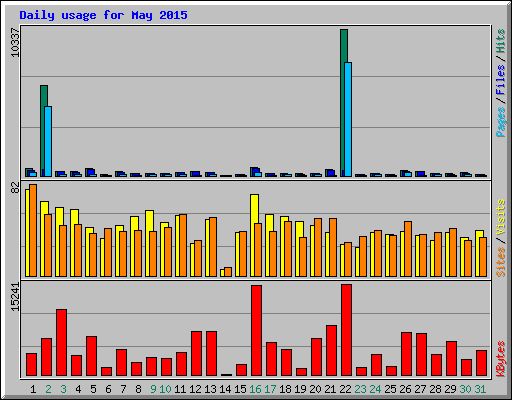 Daily usage for May 2015
10337
Pages / Files / Hits
82
Sites / Visits
15241
KBytes
1 2 3 4 5 6 7 8 9 10 11 12 13 14 15 16 17 18 19 20 21 22 23 24 25 26 27 28 29 30 31